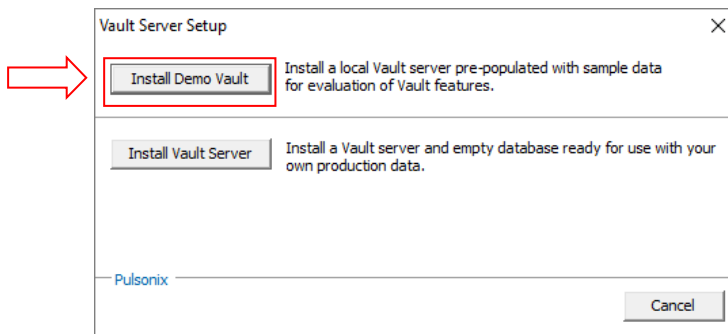 Vault Server Setup
Install Demo Vault
Install a local Vault server pre-populated with sample data
for evaluation of Vault features.
Install Vault Server
Install a Vault server and empty database ready for use with your
own production data.
Pulsonix
Cancel